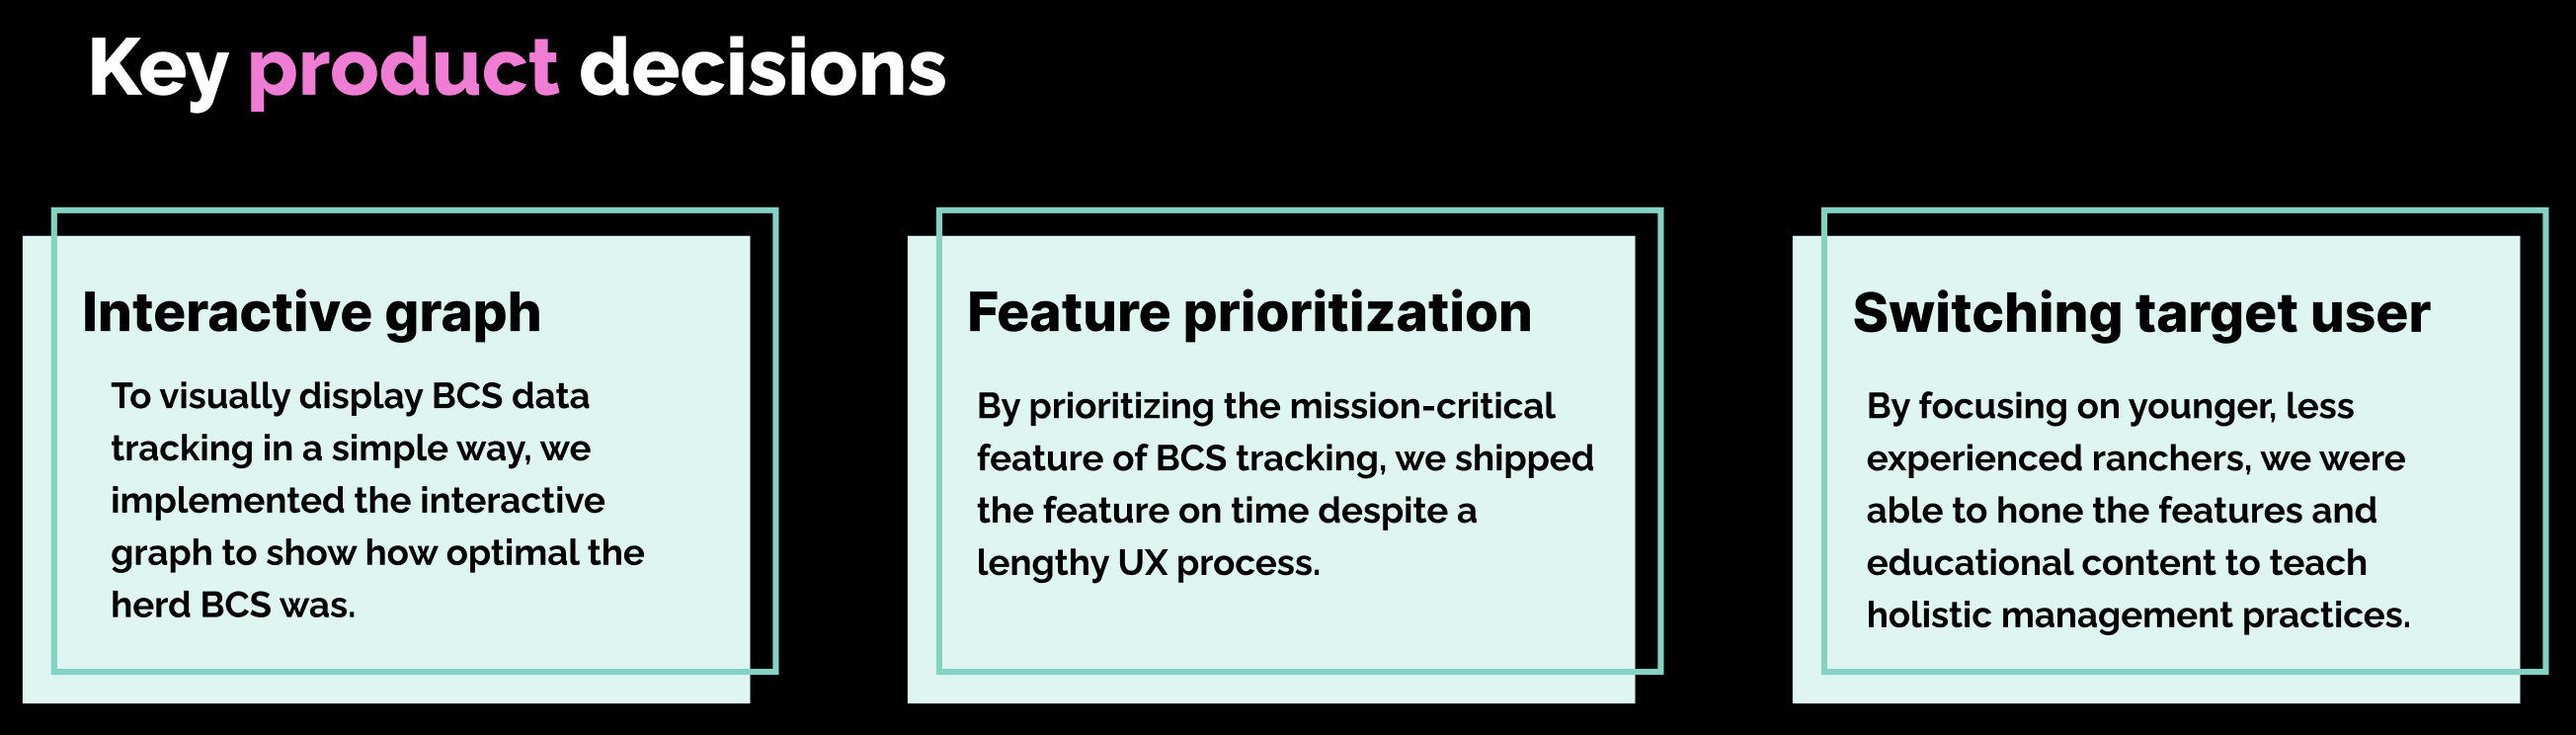 Key product decisions
Interactive graph
To visually display BCS data
tracking in a simple way, we
implemented the interactive
graph to show how optimal the
herd BCS was.
Feature prioritization
By prioritizing the mission-critical
feature of BCS tracking, we shipped
the feature on time despite a
lengthy UX process.
Switching target user
By focusing on younger, less
experienced ranchers, we were
able to hone the features and
educational content to teach
holistic management practices.